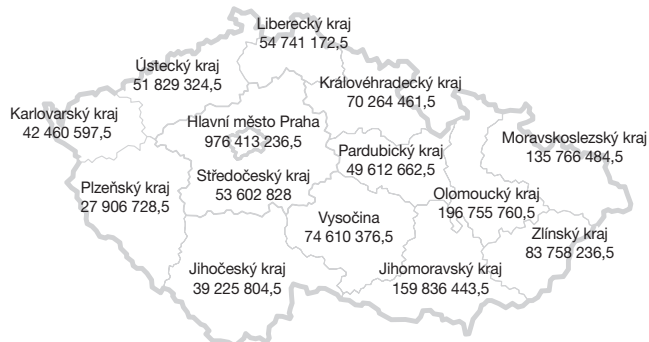 Liberecký kraj
54 741 172,5
Ústecký kraj
51 829 324,5
Královéhradecký kraj
70 264 461,5
Karlovarský kraj
42 460 597,5
Hlavní město Praha
976 413 236,5
Moravskoslezský kraj
135 766 484,5
Pardubický kraj
49 612 662,5
Plzeňský kraj
27 906 728,5
Středočeský kraj
53 602 828
Olomoucký kraj
196 755 760,5
Vysočina
74 610 376,5
Zlínský kraj
83 758 236,5
Jihočeský kraj
39 225 804,5
Jihomoravský kraj
159 836 443,5